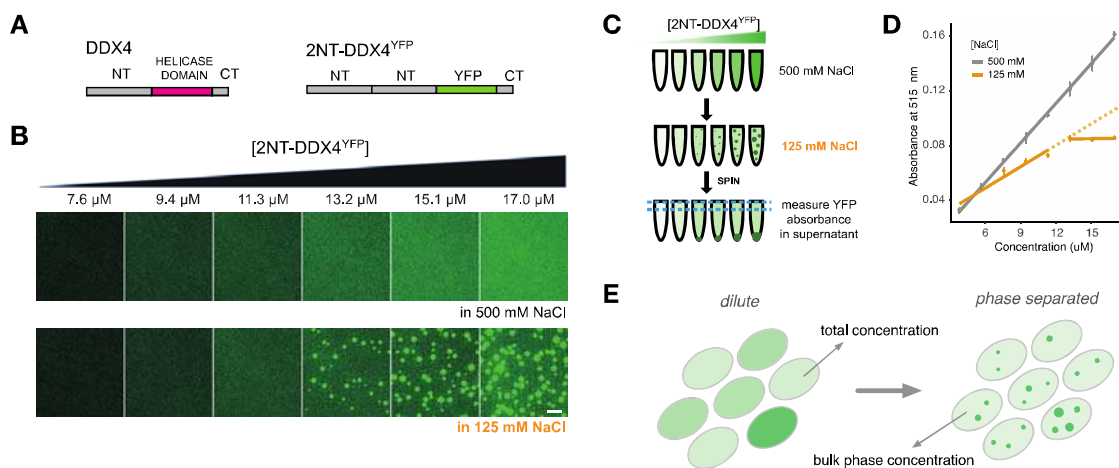 A
DDX4
NT
HELICASE
DOMAIN
CT
2NT-DDX4YFP
NT
NT
YFP
CT
B
[2NT-DDX4YFP]
7.6 µM
9.4 µM
11.3 µM
13.2 µM
15.1 µM
17.0 µM
in 500 mM NaCl
in 125 mM NaCl
C
[2NT-DDX4YFP]
500 mM NaCl
125 mM NaCl
SPIN
measure YFP
absorbance
in supernatant
D
[NaCl]
500 mM
125 mM
Absorbance at 515 nm
0.16
0.12
0.08
0.04
6
9
12
15
Concentration (uM)
E
dilute
phase separated
total concentration
bulk phase concentration